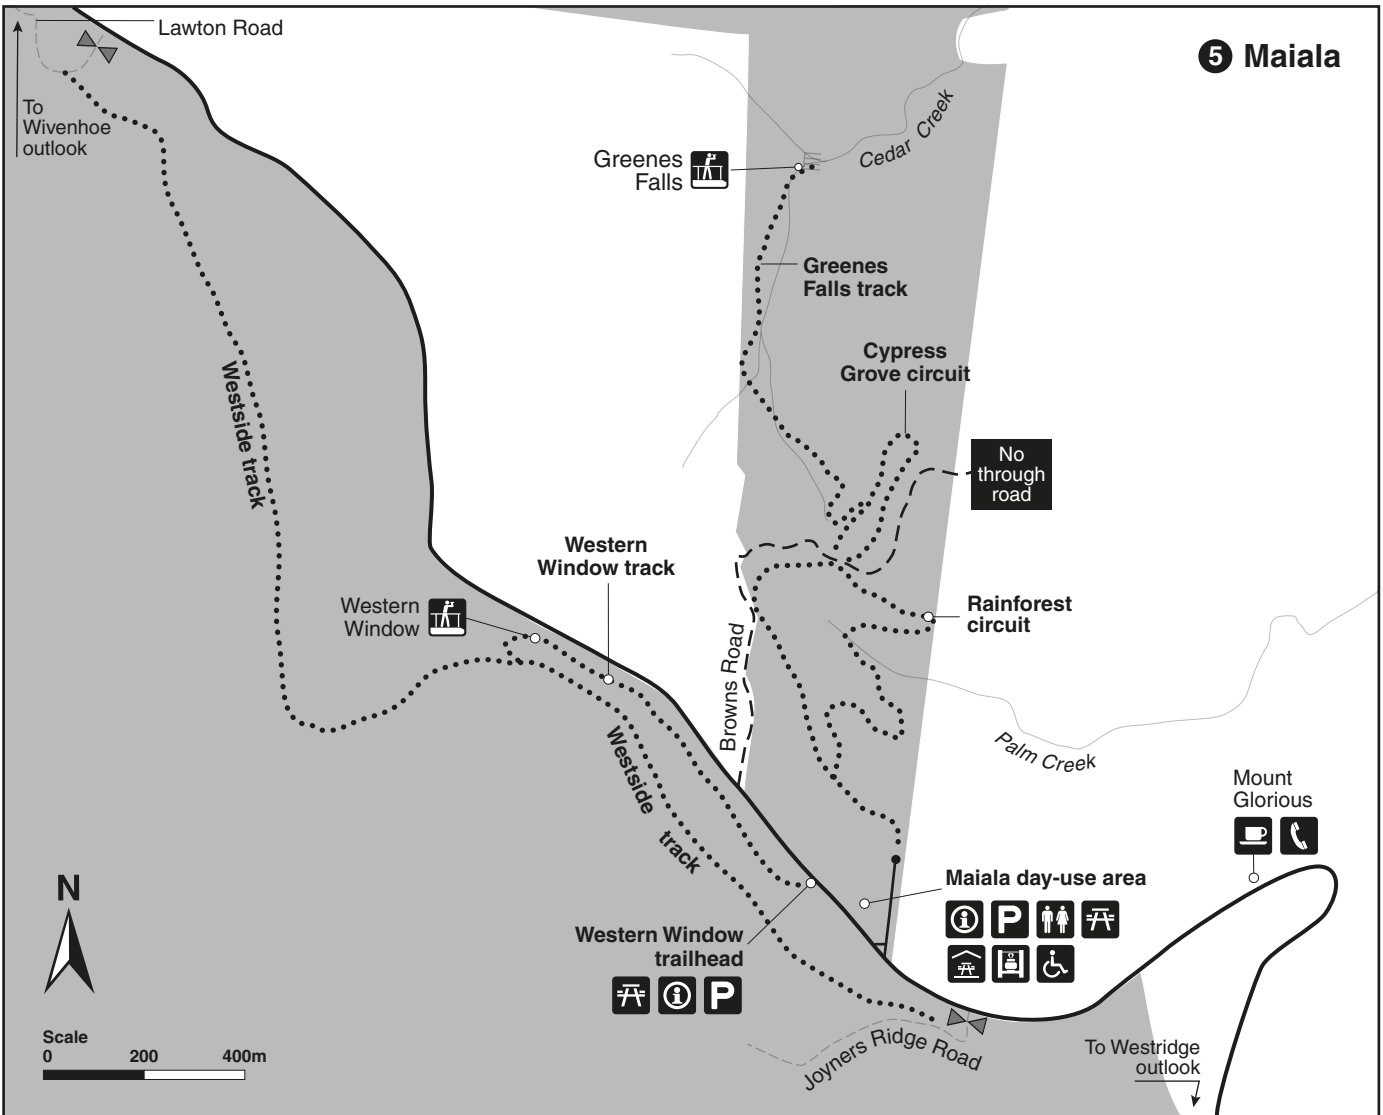 Lawton Road
5 Maiala
To
Wivenhoe
outlook
Greenes
Falls
Cedar Creek
Greenes
Falls track
Cypress
Grove circuit
Westside track
No
through
road
Western
Window track
Western
Window
Rainforest
circuit
Browns Road
Palm Creek
Westside track
Mount
Glorious
Maiala day-use area
P
Western Window
trailhead
P
N
Scale
0 200 400m
Joyners Ridge Road
To Westridge
outlook